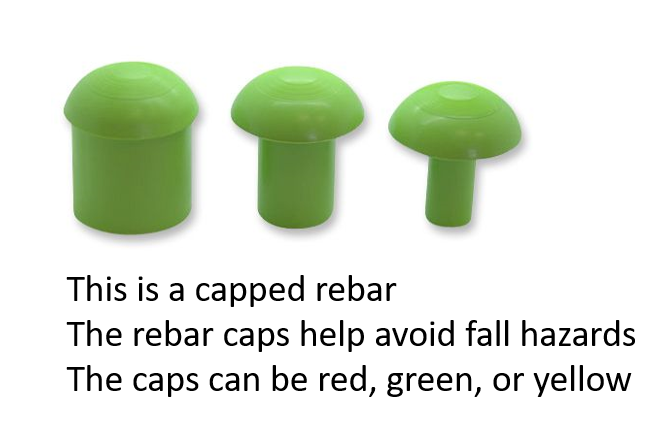 This is a capped rebar
The rebar caps help avoid fall hazards
The caps can be red, green, or yellow